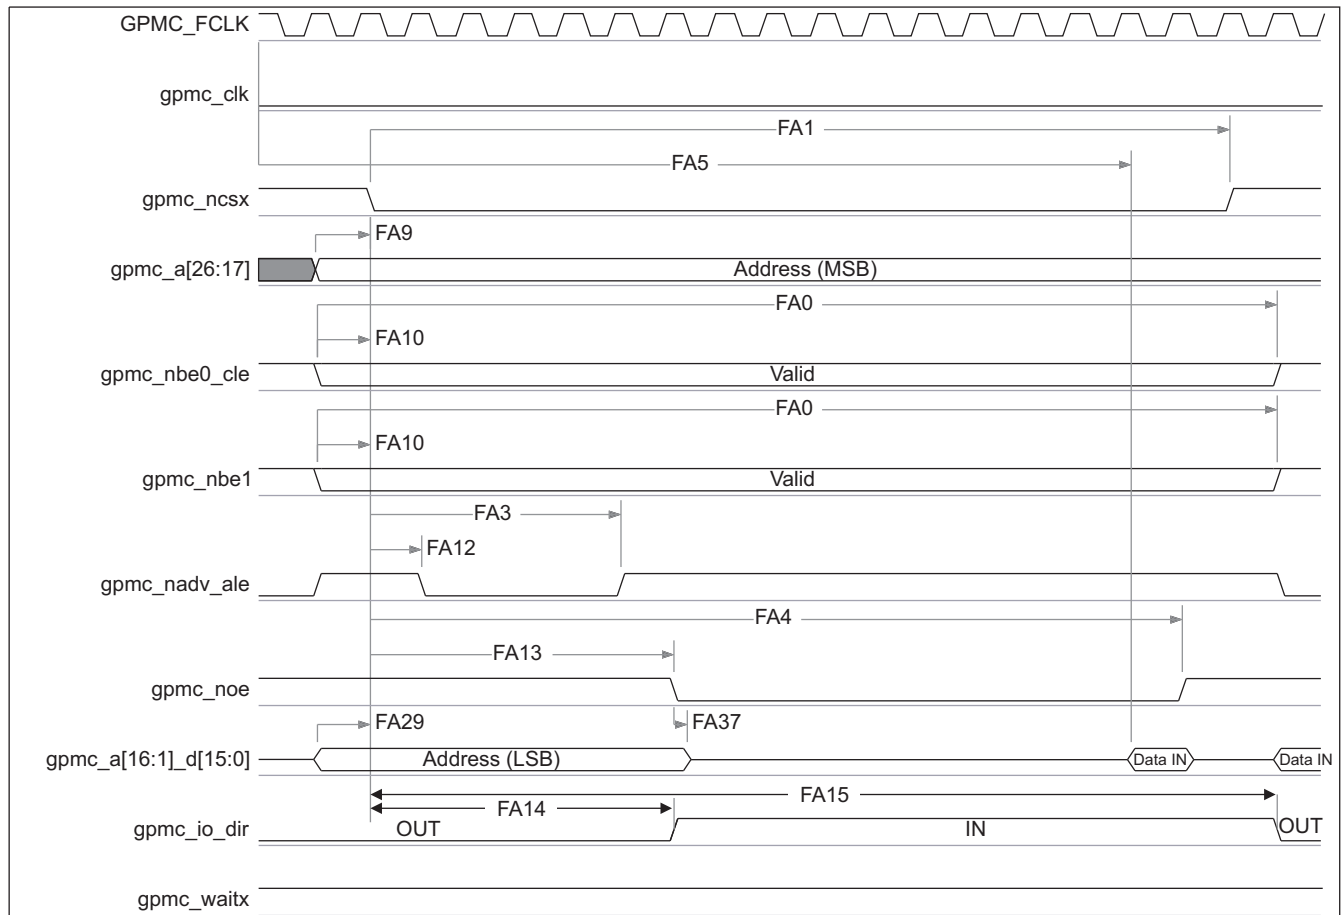 GPMC_FCLK
gpmc_clk
FA1
FA5
gpmc_ncsx
FA9
gpmc_a[26:17]
Address (MSB)
FA0
FA10
gpmc_nbe0_cle
Valid
FA0
FA10
gpmc_nbe1
Valid
FA3
FA12
gpmc_nadv_ale
FA4
FA13
gpmc_noe
FA29
FA37
gpmc_a[16:1]_d[15:0]
Address (LSB)
Data IN
Data IN
FA15
FA14
gpmc_io_dir
OUT
IN
OUT
gpmc_waitx